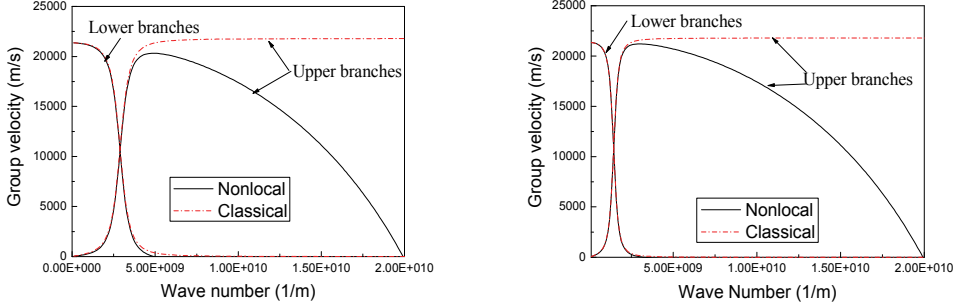 Lower branches
Upper branches
Nonlocal
Classical
Group velocity (m/s)
25000
20000
15000
10000
5000
0
0.00E+000
5.00E+009
1.00E+010
1.50E+010
2.00E+010
Wave number (1/m)
Lower branches
Upper branches
Nonlocal
Classical
Group velocity (m/s)
25000
20000
15000
10000
5000
0
5.00E+009
1.00E+010
1.50E+010
2.00E+010
Wave Number (1/m)